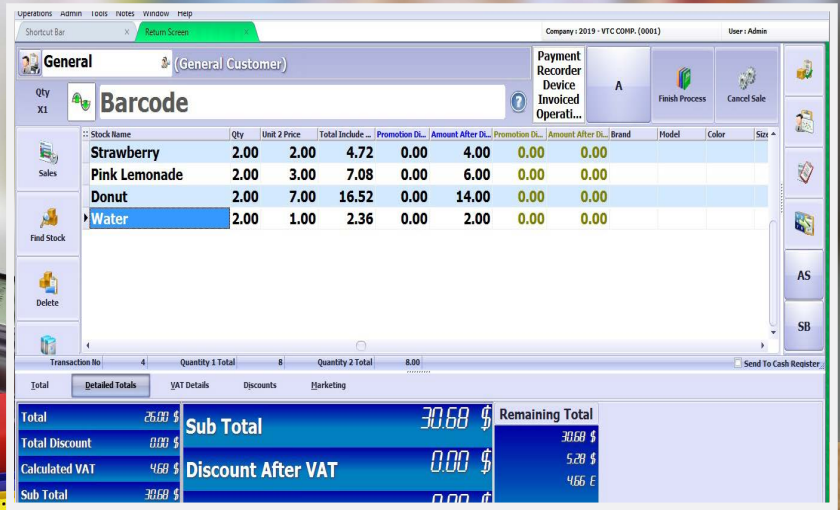 Operations Admin Tools Notes Window Help
Shortcut Bar × Return Screen × Company : 2019 - VTC COMP. (0001) User : Admin
General (General Customer)
Payment Recorder Device Invoiced Operati...
A
Finish Process
Cancel Sale
Qty
X1
Barcode
?
Stock Name Qty Unit 2 Price Total Include ... Promotion Di... Amount After Di... Promotion Di... Amount After Di... Brand Model Color Size
Strawberry 2.00 2.00 4.72 0.00 4.00 0.00 0.00
Pink Lemonade 2.00 3.00 7.08 0.00 6.00 0.00 0.00
Donut 2.00 7.00 16.52 0.00 14.00 0.00 0.00
Water 2.00 1.00 2.36 0.00 2.00 0.00 0.00
Sales
Find Stock
Delete
AS
SB
Transaction No 4 Quantity 1 Total 8 Quantity 2 Total 8.00
Send To Cash Register
Total Detailed Totals VAT Details Discounts Marketing
Total 26.00 $
Total Discount 0.00 $
Calculated VAT 4.68 $
Sub Total 30.68 $
Sub Total 30.68 $
Discount After VAT 0.00 $
0.00 $
Remaining Total
30.68 $
5.28 $
4.66 E